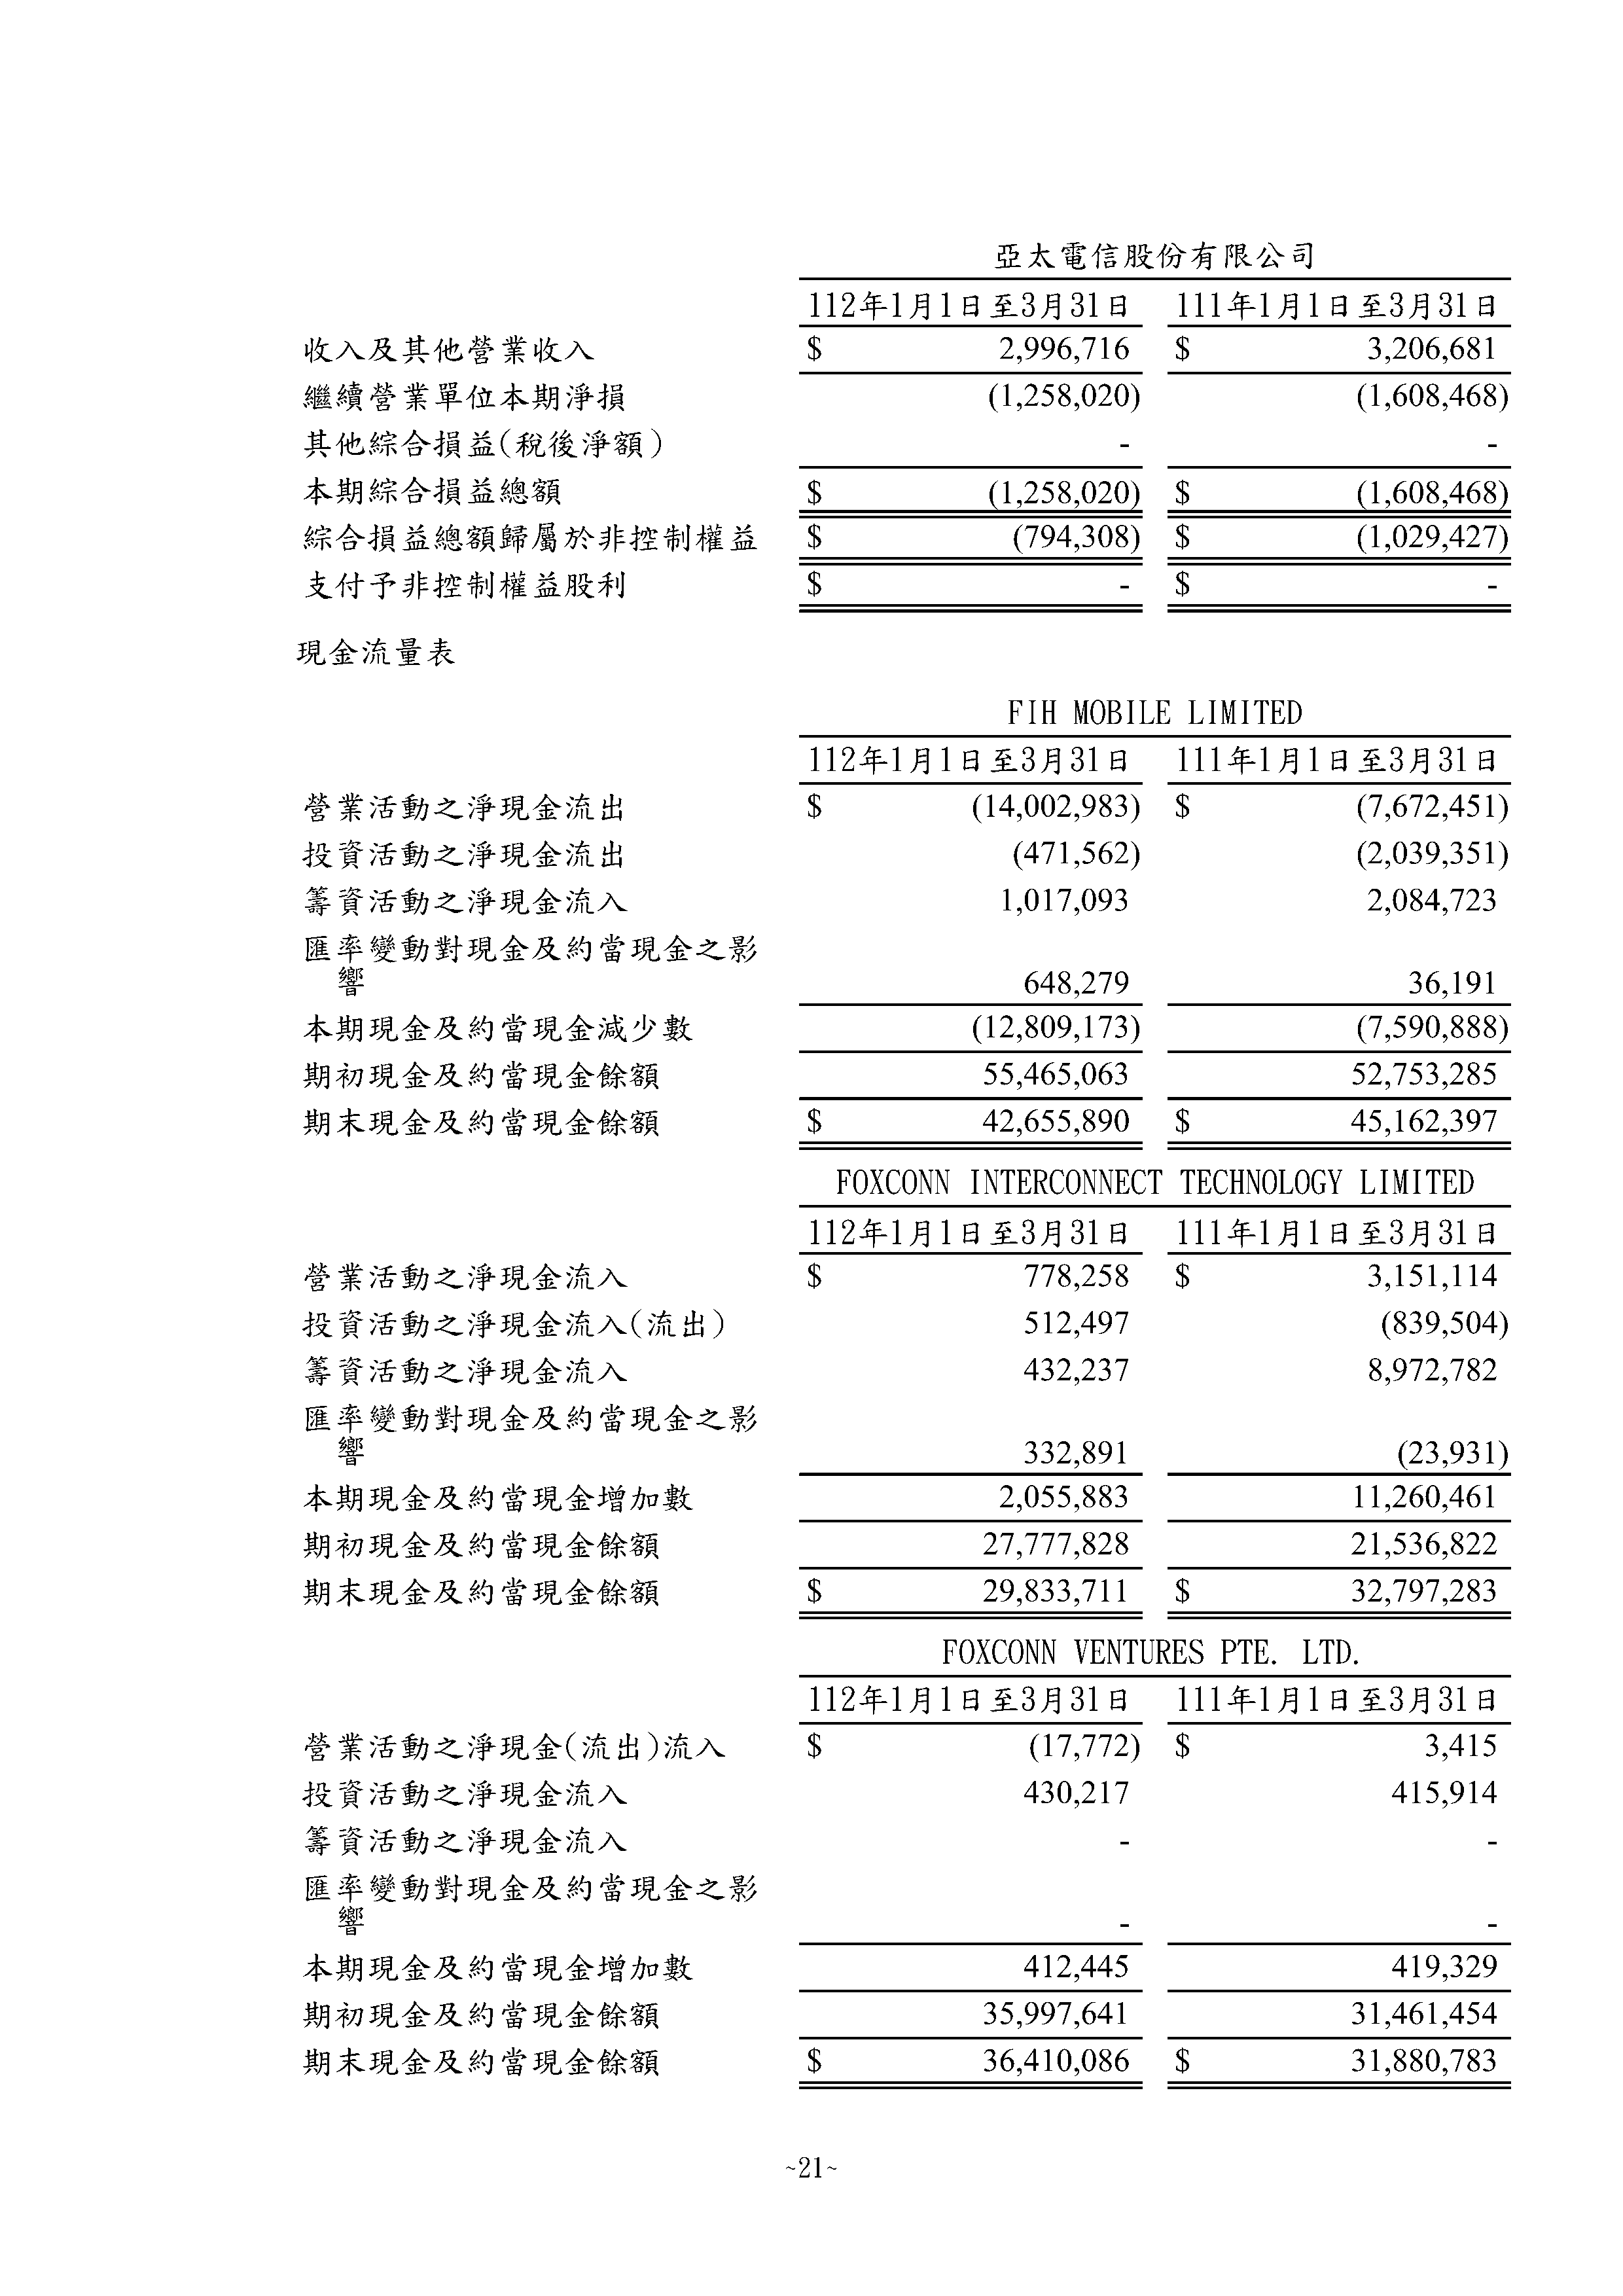 亞太電信股份有限公司
112年1月1日至3月31日 111年1月1日至3月31日
收入及其他營業收入 $ 2,996,716 $ 3,206,681
繼續營業單位本期淨損 (1,258,020) (1,608,468)
其他綜合損益(稅後淨額) - -
本期綜合損益總額 $ (1,258,020) $ (1,608,468)
綜合損益總額歸屬於非控制權益 $ (794,308) $ (1,029,427)
支付予非控制權益股利 $ - $ -
現金流量表
FIH MOBILE LIMITED
112年1月1日至3月31日 111年1月1日至3月31日
營業活動之淨現金流出 $ (14,002,983) $ (7,672,451)
投資活動之淨現金流出 (471,562) (2,039,351)
籌資活動之淨現金流入 1,017,093 2,084,723
匯率變動對現金及約當現金之影
響 648,279 36,191
本期現金及約當現金減少數 (12,809,173) (7,590,888)
期初現金及約當現金餘額 55,465,063 52,753,285
期末現金及約當現金餘額 $ 42,655,890 $ 45,162,397
FOXCONN INTERCONNECT TECHNOLOGY LIMITED
112年1月1日至3月31日 111年1月1日至3月31日
營業活動之淨現金流入 $ 778,258 $ 3,151,114
投資活動之淨現金流入(流出) 512,497 (839,504)
籌資活動之淨現金流入 432,237 8,972,782
匯率變動對現金及約當現金之影
響 332,891 (23,931)
本期現金及約當現金增加數 2,055,883 11,260,461
期初現金及約當現金餘額 27,777,828 21,536,822
期末現金及約當現金餘額 $ 29,833,711 $ 32,797,283
FOXCONN VENTURES PTE. LTD.
112年1月1日至3月31日 111年1月1日至3月31日
營業活動之淨現金(流出)流入 $ (17,772) $ 3,415
投資活動之淨現金流入 430,217 415,914
籌資活動之淨現金流入 - -
匯率變動對現金及約當現金之影
響 - -
本期現金及約當現金增加數 412,445 419,329
期初現金及約當現金餘額 35,997,641 31,461,454
期末現金及約當現金餘額 $ 36,410,086 $ 31,880,783
~21~